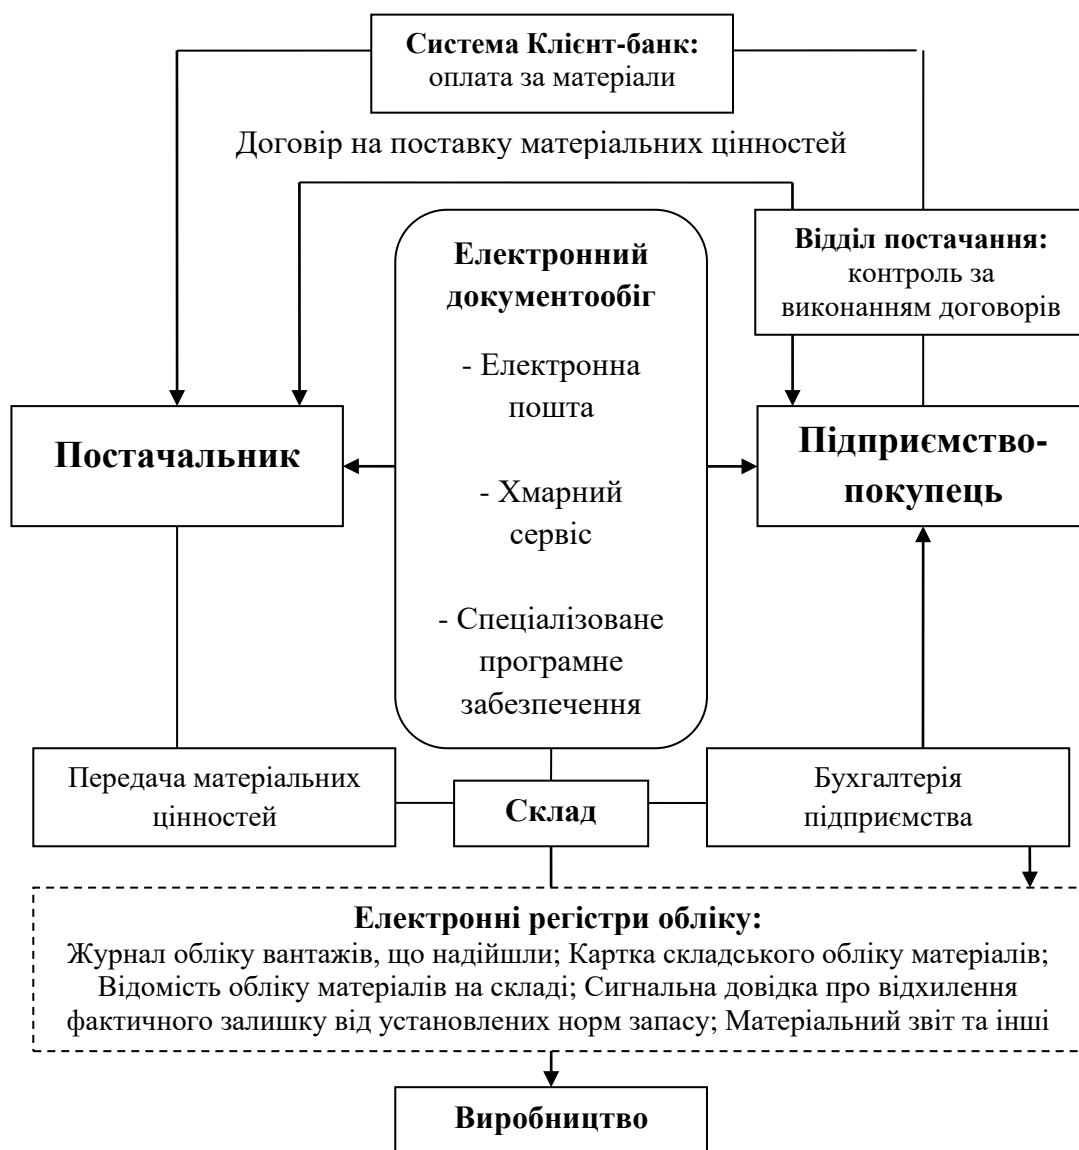 Система Клієнт-банк:
оплата за матеріали
Договір на поставку матеріальних цінностей
Електронний
документообіг
- Електронна
пошта
- Хмарний
сервіс
- Спеціалізоване
програмне
забезпечення
Відділ постачання:
контроль за
виконанням договорів
Постачальник
Підприємство-
покупець
Передача матеріальних
цінностей
Склад
Бухгалтерія
підприємства
Електронні регістри обліку:
Журнал обліку вантажів, що надійшли; Картка складського обліку матеріалів;
Відомість обліку матеріалів на складі; Сигнальна довідка про відхилення
фактичного залишку від установлених норм запасу; Матеріальний звіт та інші
Виробництво